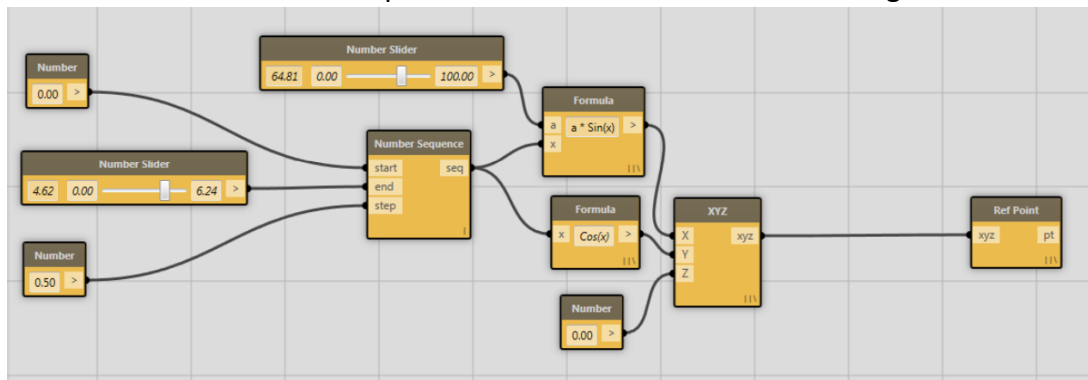 Number Slider
64.81 0.00 100.00 >
Number
0.00 >
Formula
a a * Sin(x) >
x
Number Sequence
start seq
end
step
Number Slider
4.62 0.00 6.24 >
Formula
x Cos(x) >
XYZ
X xyz
Y
Z
Ref Point
xyz pt
Number
0.50 >
Number
0.00 >